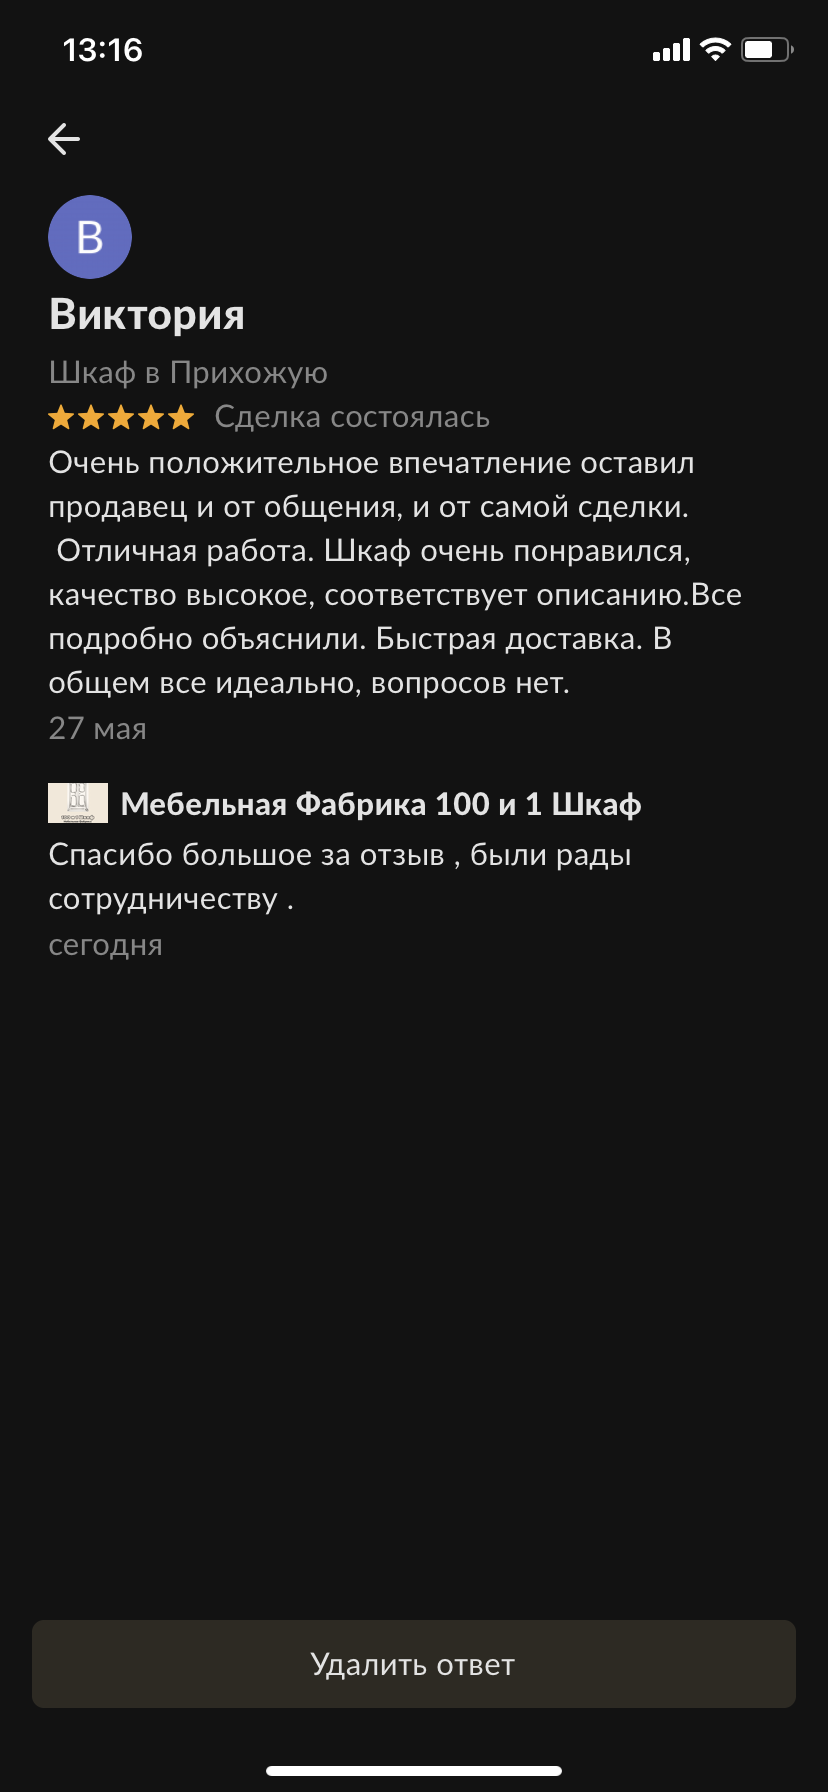 13:16
В
Виктория
Шкаф в Прихожую
Сделка состоялась
Очень положительное впечатление оставил
продавец и от общения, и от самой сделки.
Отличная работа. Шкаф очень понравился,
качество высокое, соответствует описанию.Все
подробно объяснили. Быстрая доставка. В
общем все идеально, вопросов нет.
27 мая
Мебельная Фабрика 100 и 1 Шкаф
Спасибо большое за отзыв , были рады
сотрудничеству .
сегодня
Удалить ответ